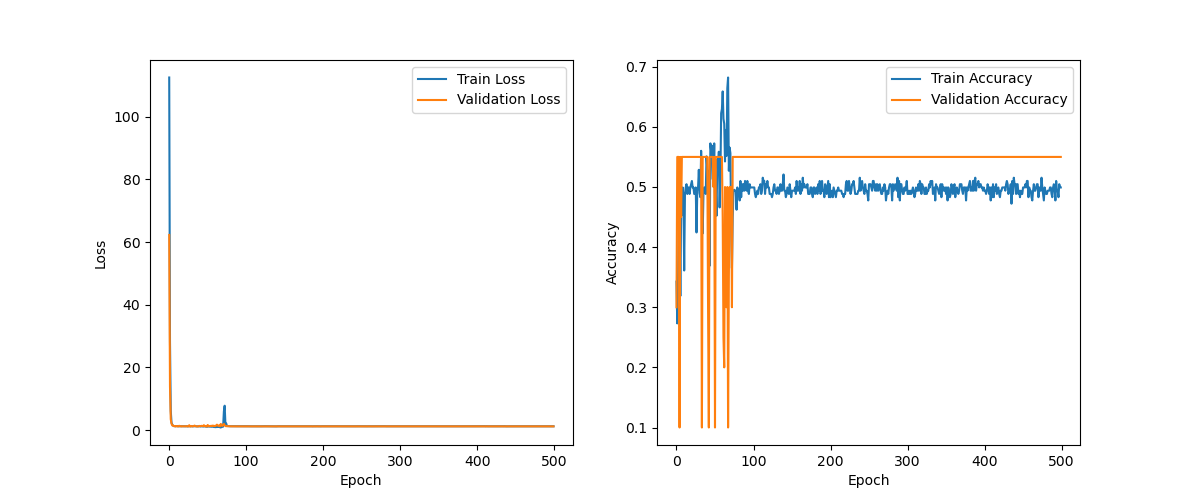 Train Loss
Validation Loss
100
80
60
40
20
0
Loss
0 100 200 300 400 500
Epoch
Train Accuracy
Validation Accuracy
0.7
0.6
0.5
0.4
0.3
0.2
0.1
Accuracy
0 100 200 300 400 500
Epoch